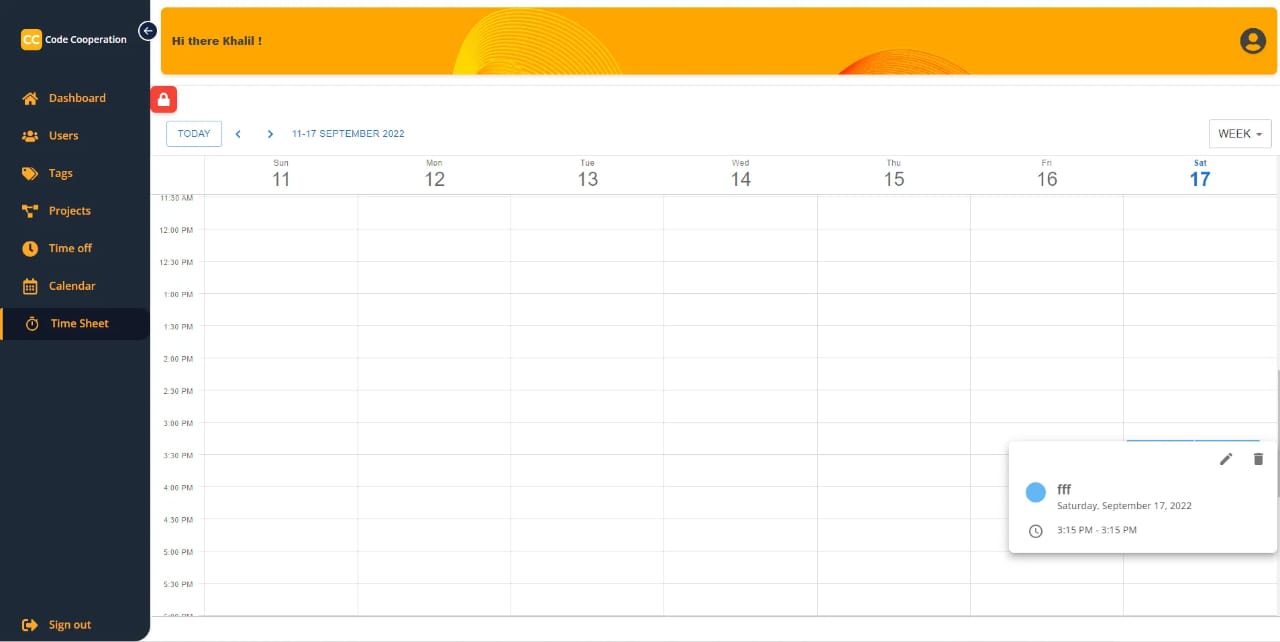 CC Code Cooperation
Dashboard
Users
Tags
Projects
Time off
Calendar
Time Sheet
Sign out
Hi there Khalil !
TODAY
11-17 SEPTEMBER 2022
WEEK
Sun
11
Mon
12
Tue
13
Wed
14
Thu
15
Fri
16
Sat
17
11:30 AM
12:00 PM
12:30 PM
1:00 PM
1:30 PM
2:00 PM
2:30 PM
3:00 PM
3:30 PM
4:00 PM
4:30 PM
5:00 PM
5:30 PM
6:00 PM
fff
Saturday, September 17, 2022
3:15 PM - 3:15 PM